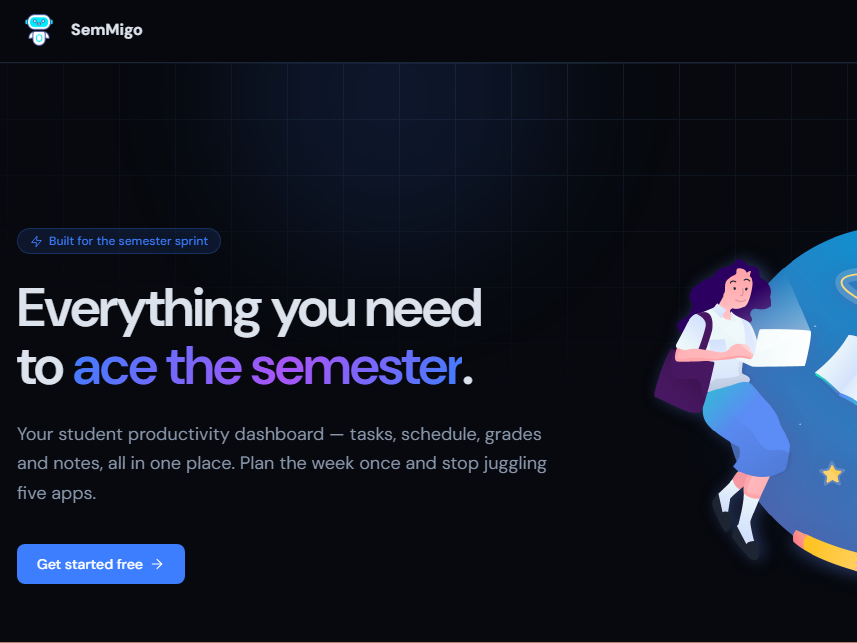 SemMigo
Built for the semester sprint
Everything you need
to ace the semester.
Your student productivity dashboard — tasks, schedule, grades
and notes, all in one place. Plan the week once and stop juggling
five apps.
Get started free →